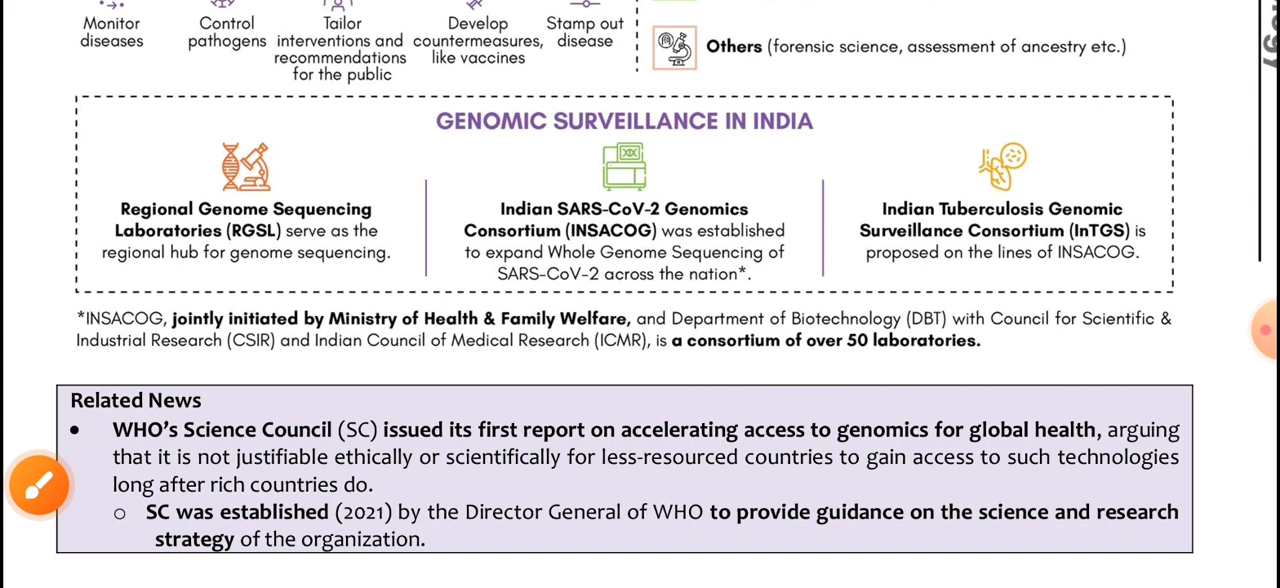 Monitor
diseases
Control
pathogens
Tailor
interventions and
recommendations
for the public
Develop
countermeasures,
like vaccines
Stamp out
disease
Others (forensic science, assessment of ancestry etc.)
GENOMIC SURVEILLANCE IN INDIA
Regional Genome Sequencing
Laboratories (RGSL) serve as the
regional hub for genome sequencing.
Indian SARS-CoV-2 Genomics
Consortium (INSACOG) was established
to expand Whole Genome Sequencing of
SARS-CoV-2 across the nation*.
Indian Tuberculosis Genomic
Surveillance Consortium (InTGS) is
proposed on the lines of INSACOG.
*INSACOG, jointly initiated by Ministry of Health & Family Welfare, and Department of Biotechnology (DBT) with Council for Scientific &
Industrial Research (CSIR) and Indian Council of Medical Research (ICMR), is a consortium of over 50 laboratories.
Related News
• WHO's Science Council (SC) issued its first report on accelerating access to genomics for global health, arguing
that it is not justifiable ethically or scientifically for less-resourced countries to gain access to such technologies
long after rich countries do.
o SC was established (2021) by the Director General of WHO to provide guidance on the science and research
strategy of the organization.